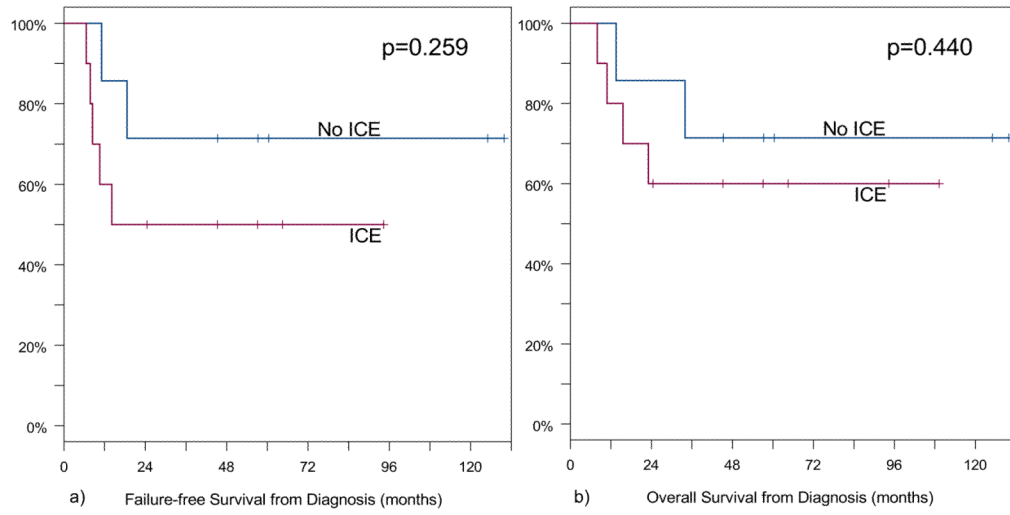 100%
80%
60%
40%
20%
0%
p=0.259
No ICE
ICE
0 24 48 72 96 120
a) Failure-free Survival from Diagnosis (months)
100%
80%
60%
40%
20%
0%
p=0.440
No ICE
ICE
0 24 48 72 96 120
b) Overall Survival from Diagnosis (months)